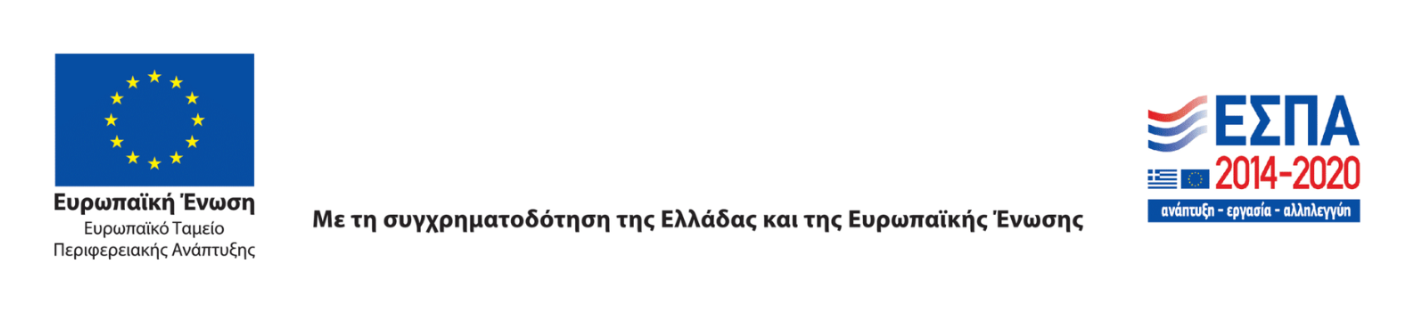 Ευρωπαϊκή Ένωση
Ευρωπαϊκό Ταμείο
Περιφερειακής Ανάπτυξης
Με τη συγχρηματοδότηση της Ελλάδας και της Ευρωπαϊκής Ένωσης
ΕΣΠΑ
2014-2020
ανάπτυξη - εργασία - αλληλεγγύη